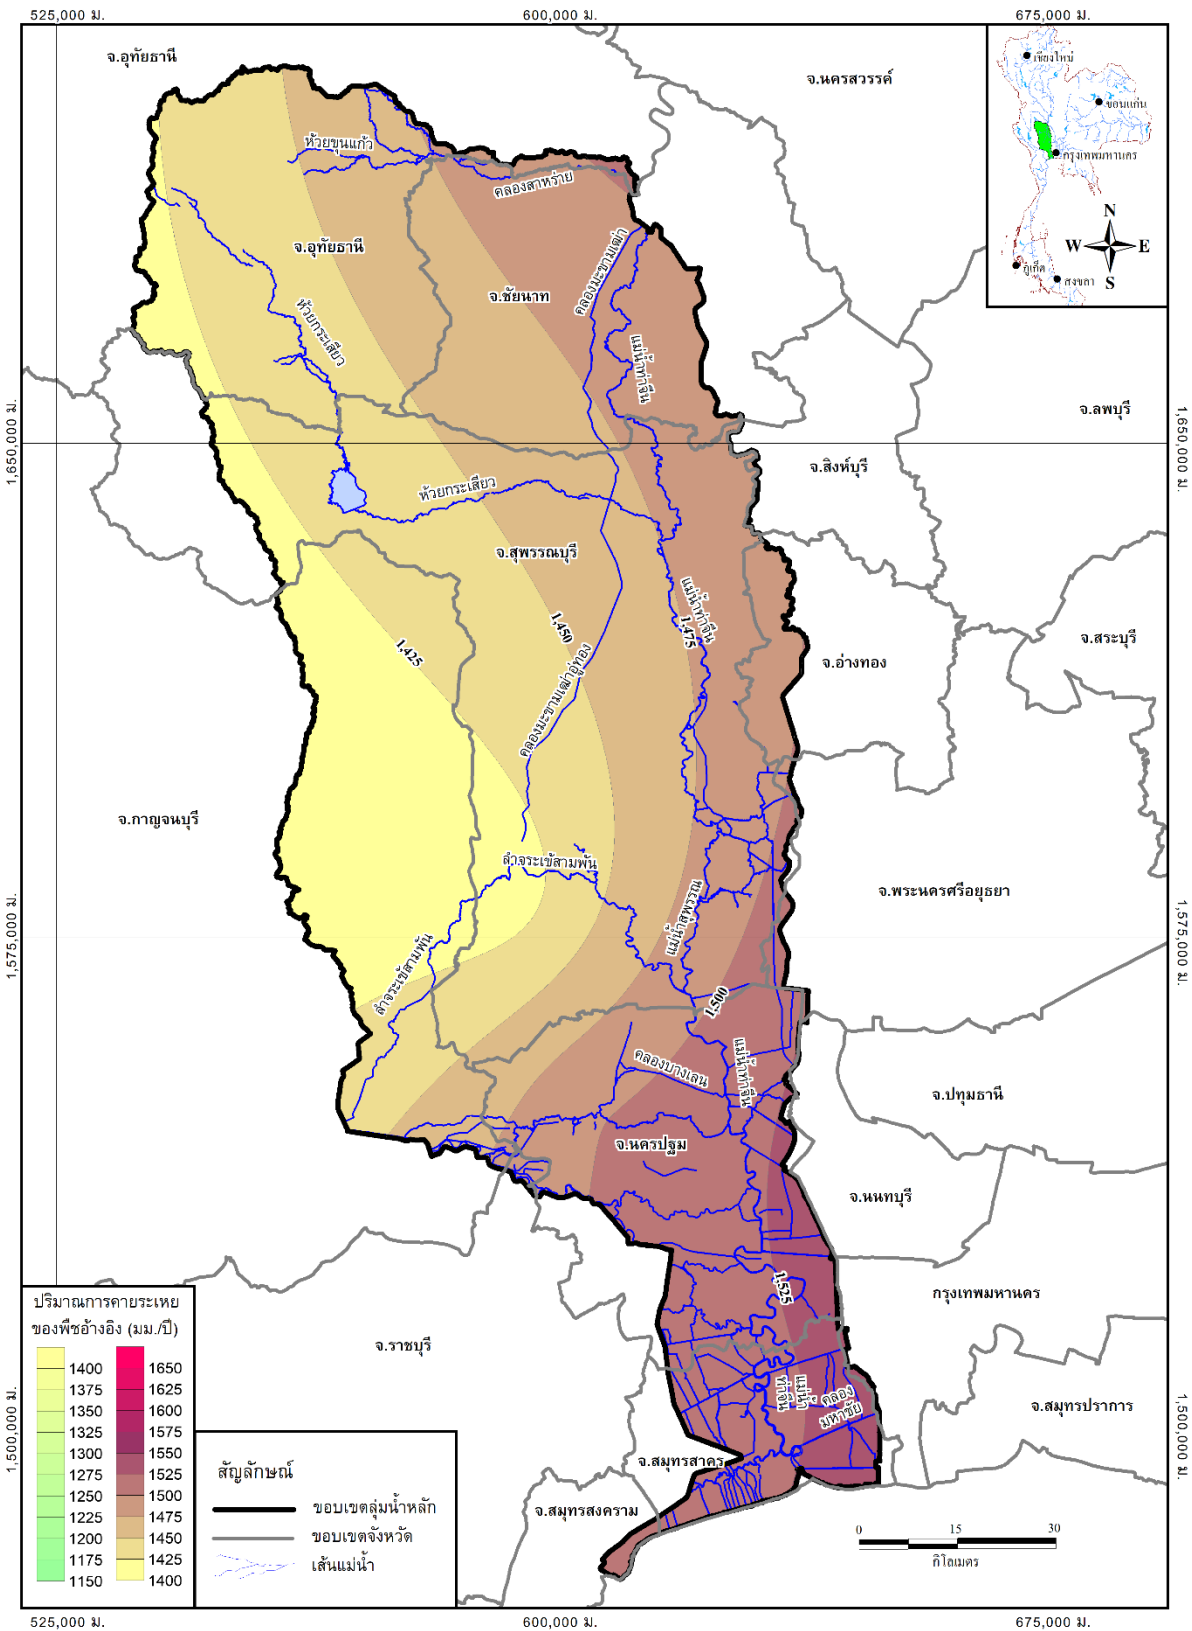 525,000 ม.
600,000 ม.
675,000 ม.
จ.อุทัยธานี
จ.นครสวรรค์
เชียงใหม่
ขอนแก่น
กรุงเทพมหานคร
ภูเก็ต
สงขลา
N
W
E
S
ห้วยขุนแก้ว
คลองสาหร่าย
จ.อุทัยธานี
จ.ชัยนาท
คลองมะขามเฒ่า
ห้วยกระเสียว
แม่น้ำท่าจีน
จ.ลพบุรี
1,650,000 ม.
1,650,000 ม.
จ.สิงห์บุรี
ห้วยกระเสียว
จ.สุพรรณบุรี
แม่น้ำท่าจีน
1,425
1,450
1,475
จ.สระบุรี
จ.อ่างทอง
คลองมะขามเฒ่าอู่ทอง
จ.กาญจนบุรี
ลำจระเข้สามพัน
จ.พระนครศรีอยุธยา
แม่น้ำสุพรรณ
1,575,000 ม.
1,575,000 ม.
ลำจระเข้สามพัน
1,500
คลองบางเลน
แม่น้ำท่าจีน
จ.ปทุมธานี
จ.นครปฐม
จ.นนทบุรี
1,525
กรุงเทพมหานคร
จ.ราชบุรี
แม่น้ำ
ท่าจีน
คลอง
มหาชัย
จ.สมุทรปราการ
1,500,000 ม.
1,500,000 ม.
จ.สมุทรสาคร
จ.สมุทรสงคราม
ปริมาณการคายระเหย
ของพืชอ้างอิง (มม./ปี)
1400
1375
1350
1325
1300
1275
1250
1225
1200
1175
1150
1650
1625
1600
1575
1550
1525
1500
1475
1450
1425
1400
สัญลักษณ์
ขอบเขตลุ่มน้ำหลัก
ขอบเขตจังหวัด
เส้นแม่น้ำ
0
15
30
กิโลเมตร
525,000 ม.
600,000 ม.
675,000 ม.